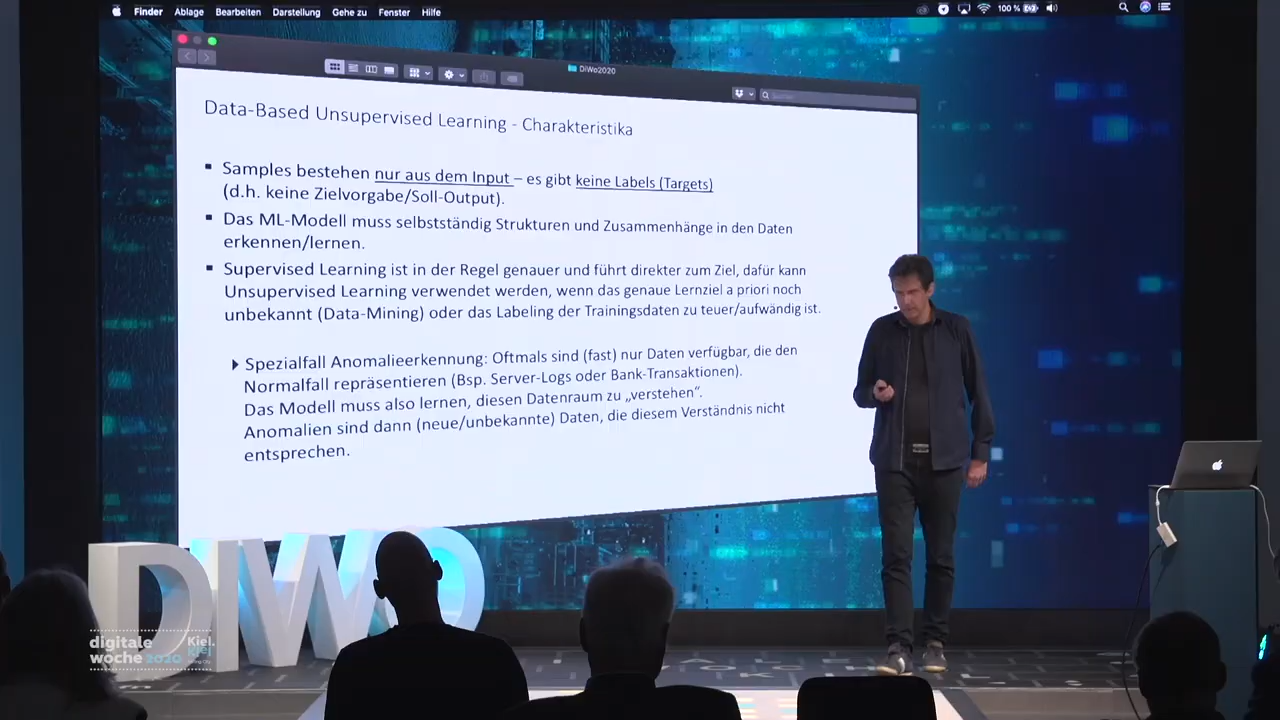 Finder Ablage Bearbeiten Darstellung Gehe zu Fenster Hilfe
100 %
DiWo2020
Data-Based Unsupervised Learning - Charakteristika
▪ Samples bestehen nur aus dem Input – es gibt keine Labels (Targets)
(d.h. keine Zielvorgabe/Soll-Output).
▪ Das ML-Modell muss selbstständig Strukturen und Zusammenhänge in den Daten
erkennen/lernen.
▪ Supervised Learning ist in der Regel genauer und führt direkter zum Ziel, dafür kann
Unsupervised Learning verwendet werden, wenn das genaue Lernziel a priori noch
unbekannt (Data-Mining) oder das Labeling der Trainingsdaten zu teuer/aufwändig ist.
Spezialfall Anomalieerkennung: Oftmals sind (fast) nur Daten verfügbar, die den
Normalfall repräsentieren (Bsp. Server-Logs oder Bank-Transaktionen).
Das Modell muss also lernen, diesen Datenraum zu „verstehen“.
Anomalien sind dann (neue/unbekannte) Daten, die diesem Verständnis nicht
entsprechen.
DiWO
digitale
woche 2020
Kiel.